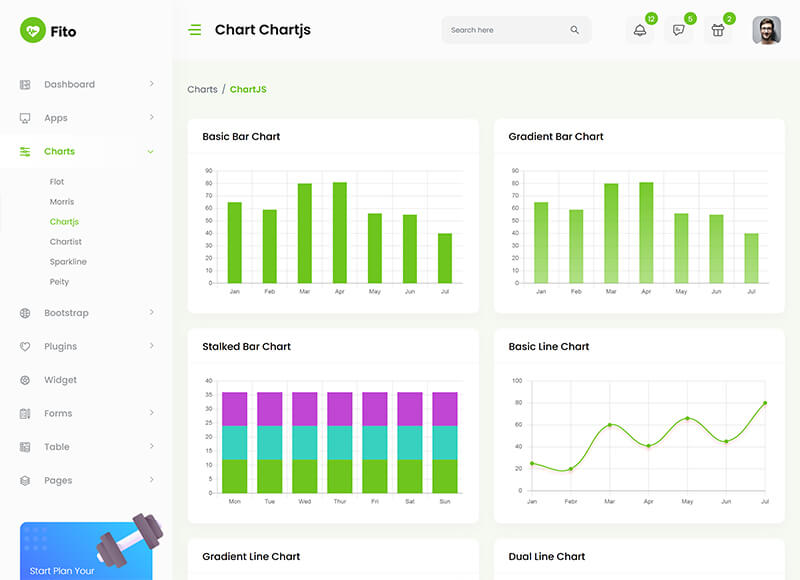 Fito
Chart Chartjs
Search here
12
5
2
Dashboard
Apps
Charts
Flot
Morris
Chartjs
Chartist
Sparkline
Peity
Bootstrap
Plugins
Widget
Forms
Table
Pages
Start Plan Your
Charts / ChartJS
Basic Bar Chart
90
80
70
60
50
40
30
20
10
0
Jan Feb Mar Apr May Jun Jul
Gradient Bar Chart
90
80
70
60
50
40
30
20
10
0
Jan Feb Mar Apr May Jun Jul
Stalked Bar Chart
40
35
30
25
20
15
10
5
0
Mon Tue Wed Thur Fri Sat Sun
Basic Line Chart
100
80
60
40
20
0
Jan Febr Mar Apr May Jun Jul
Gradient Line Chart
Dual Line Chart